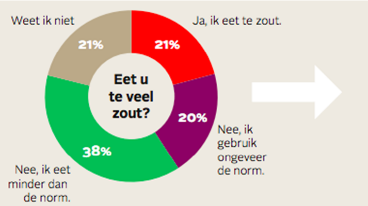 Weet ik niet
21%
21%
Ja, ik eet te zout.
Eet u
te veel
zout?
20%
Nee, ik
gebruik
ongeveer
de norm.
38%
Nee, ik eet
minder dan
de norm.